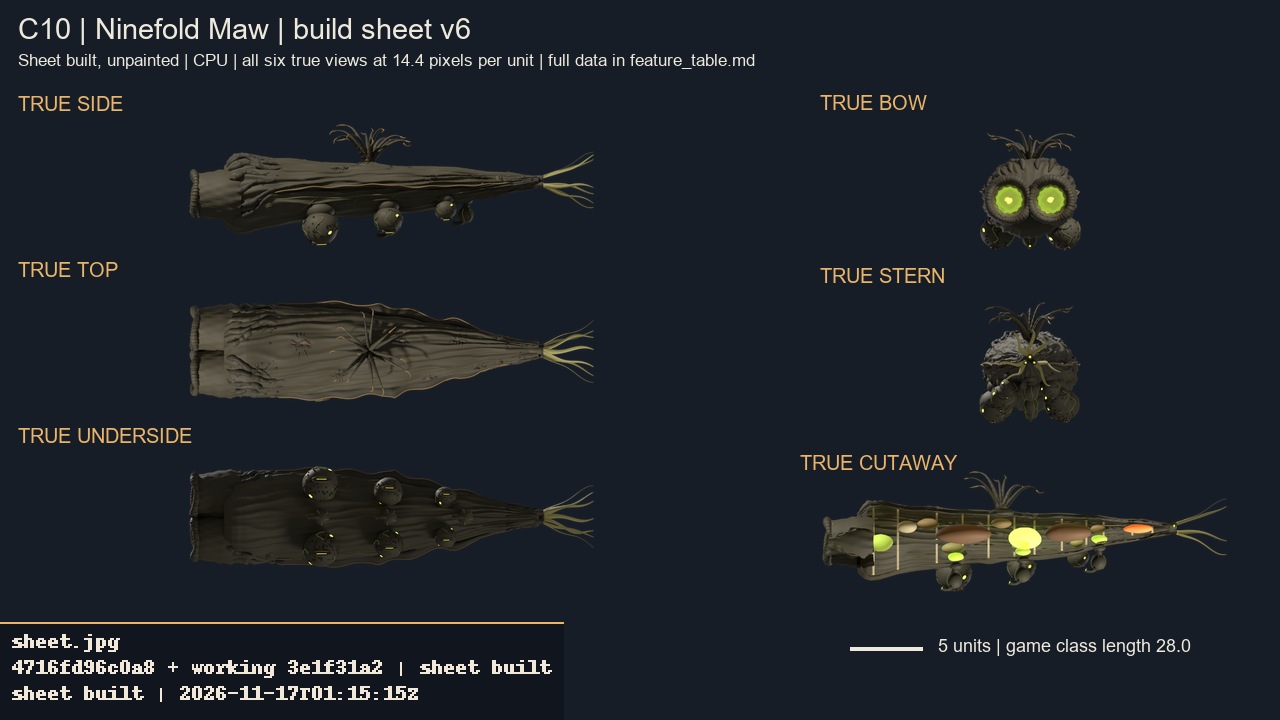 C10 | Ninefold Maw | build sheet v6
Sheet built, unpainted | CPU | all six true views at 14.4 pixels per unit | full data in feature_table.md
TRUE SIDE
TRUE BOW
TRUE TOP
TRUE STERN
TRUE UNDERSIDE
TRUE CUTAWAY
5 units | game class length 28.0
sheet.jpg
4716fd96c0a8 + working 3e1f31a2 | sheet built
sheet built | 2026-11-17T01:15:15Z